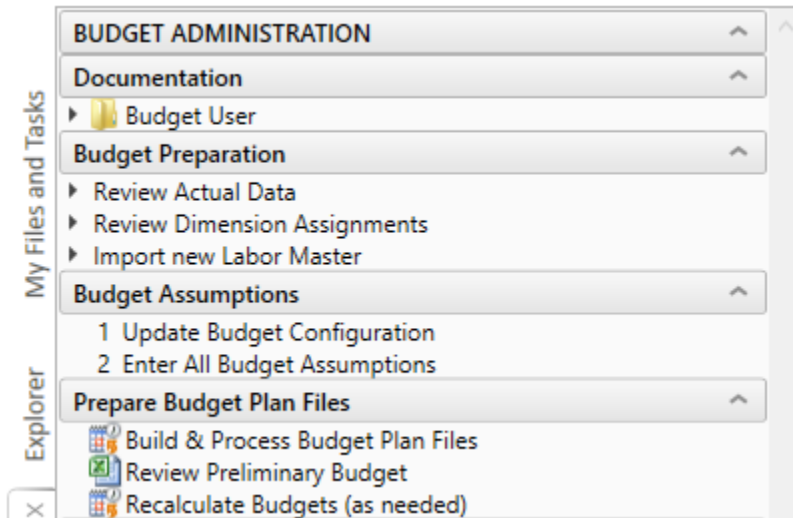 BUDGET ADMINISTRATION
Documentation
Budget User
Budget Preparation
Review Actual Data
Review Dimension Assignments
Import new Labor Master
Budget Assumptions
1 Update Budget Configuration
2 Enter All Budget Assumptions
Prepare Budget Plan Files
Build & Process Budget Plan Files
Review Preliminary Budget
Recalculate Budgets (as needed)
My Files and Tasks
Explorer